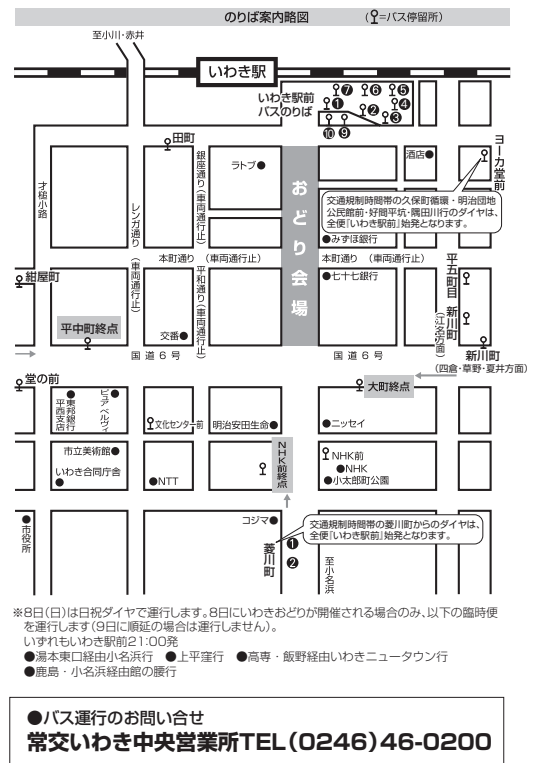 のりば案内略図 (=バス停留所)
至小川・赤井
いわき駅
いわき駅前
バスのりば
❼ ❻ ❺
❶ ❷ ❹
❸
❿ ❾
田町
ラトブ●
酒店●
ヨーカ堂前
才槌小路
レンガ通り(車両通行止)
銀座通り(車両通行止)
おどり会場
交通規制時間帯の久保町循環・明治団地
公民館前・好間平坑・隅田川行のダイヤは、
全便『いわき駅前』始発となります。
●みずほ銀行
本町通り (車両通行止)
本町通り (車両通行止)
紺屋町
平和通り(車両通行止)
●七十七銀行
平五町目
新川町
(江名方面)
平中町終点
交番●
国道6号
国道6号
新川町
(四倉・草野・夏井方面)
堂の前
大町終点
●東邦銀行
平西支店
ピュアベルヴィ●
文化センター前
明治安田生命●
●ニッセイ
市立美術館●
いわき合同庁舎
●
●NTT
NHK前終点
NHK前
●NHK
●小太郎町公園
●市役所
コジマ●
菱川町
❶
❷
交通規制時間帯の菱川町からのダイヤは、
全便『いわき駅前』始発となります。
至小名浜
※8日(日)は日祝ダイヤで運行します。8日にいわきおどりが開催される場合のみ、以下の臨時便
を運行します(9日に順延の場合は運行しません)。
いずれもいわき駅前21:00発
●湯本東口経由小名浜行 ●上平窪行 ●高専・飯野経由いわきニュータウン行
●鹿島・小名浜経由館の腰行
●バス運行のお問い合せ
常交いわき中央営業所TEL(0246)46-0200